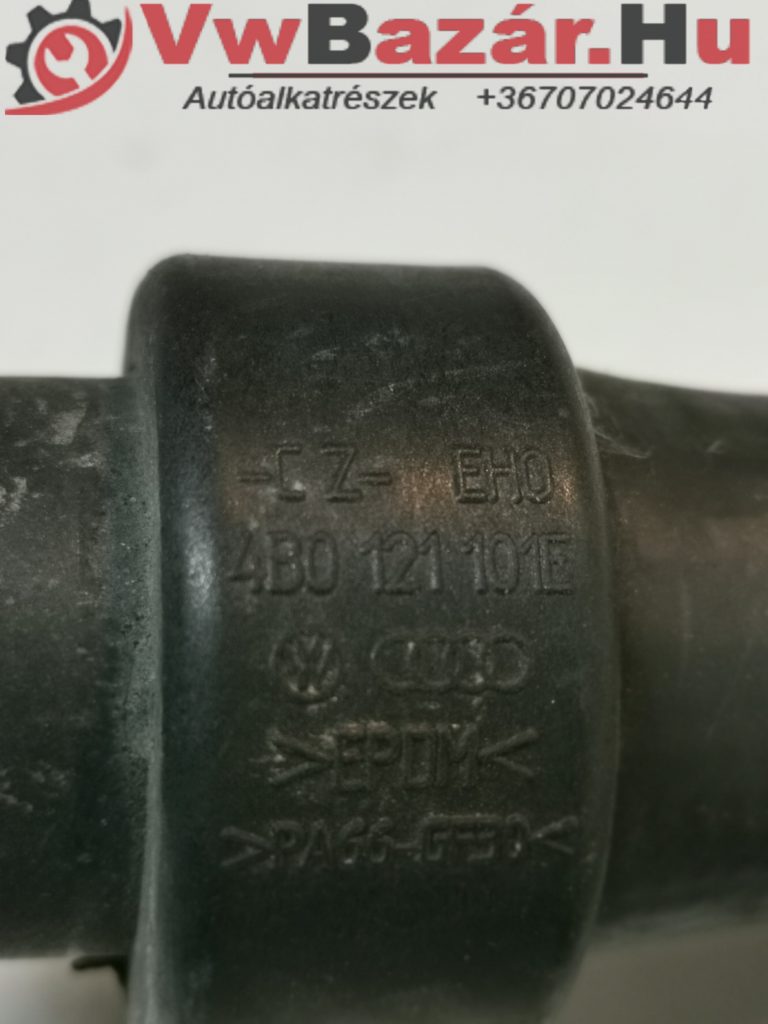 VwBazár.Hu
Autóalkatrészek +36707024644
-CZ- EHO
4B0 121 101E
>EPDM<
>PA66-GF30<